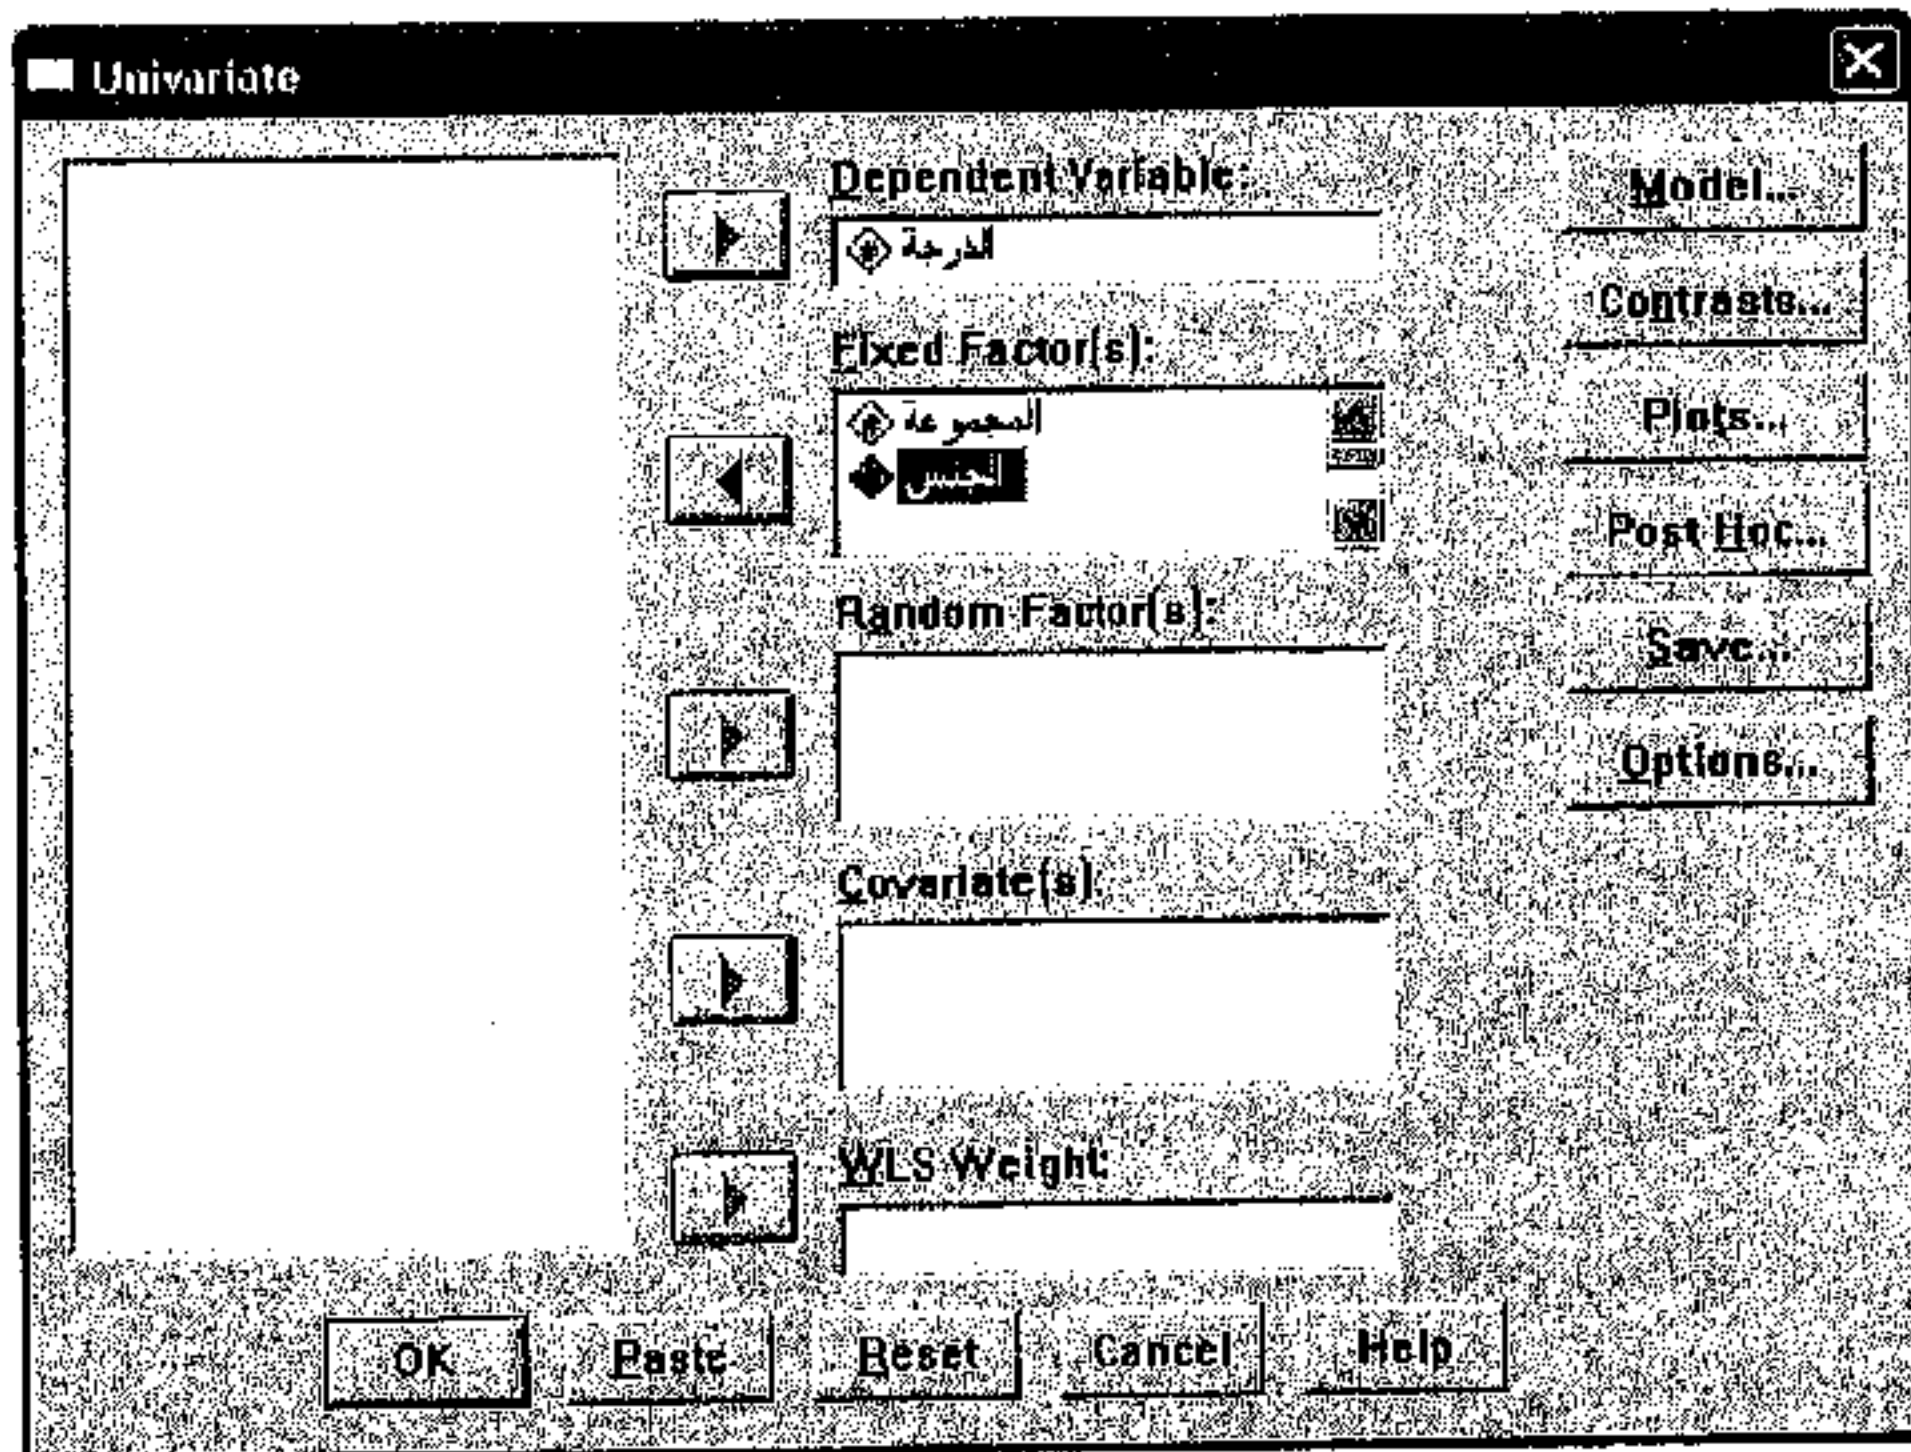 Univariate
Dependent Variable:
الدرجة
Fixed Factor(s):
المجموعة
الجنس
Random Factor(s):
Covariate(s):
WLS Weight:
Model...
Contrasts...
Plots...
Post Hoc...
Save...
Options...
OK
Paste
Reset
Cancel
Help